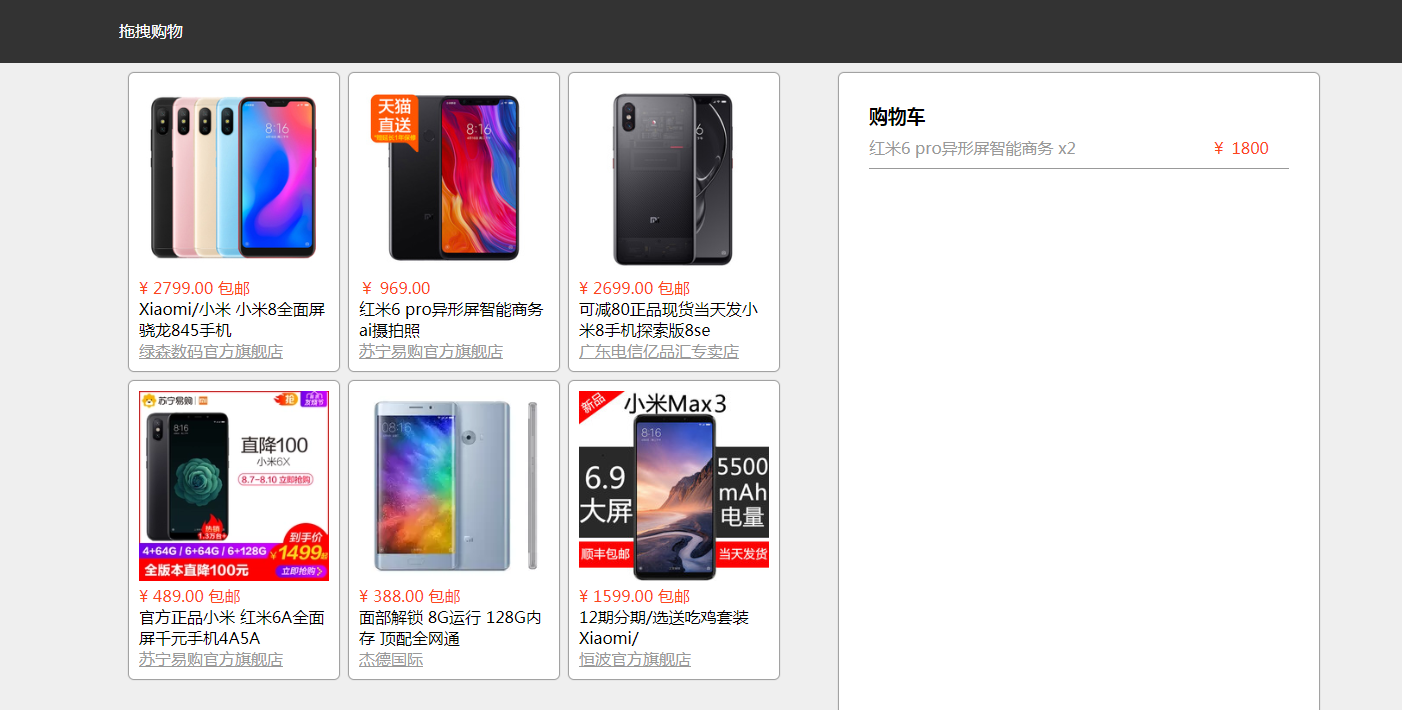 拖拽购物
8:16
¥ 2799.00 包邮
Xiaomi/小米 小米8全面屏
骁龙845手机
绿森数码官方旗舰店
天猫
直送
8:16
¥ 969.00
红米6 pro异形屏智能商务
ai摄拍照
苏宁易购官方旗舰店
¥ 2699.00 包邮
可减80正品现货当天发小
米8手机探索版8se
广东电信亿品汇专卖店
苏宁易购
抢
8:16
直降100
小米6X
8.7-8.10 立即抢购
热销
1.3万台+
到手价
4+64G / 6+64G / 6+128G
¥1499起
全版本直降100元
立即抢购
¥ 489.00 包邮
官方正品小米 红米6A全面
屏千元手机4A5A
苏宁易购官方旗舰店
08:16
¥ 388.00 包邮
面部解锁 8G运行 128G内
存 顶配全网通
杰德国际
新品
小米Max3
8:16
6.9
大屏
5500
mAh
电量
顺丰包邮
当天发货
¥ 1599.00 包邮
12期分期/选送吃鸡套装
Xiaomi/
恒波官方旗舰店
购物车
红米6 pro异形屏智能商务 x2
¥ 1800